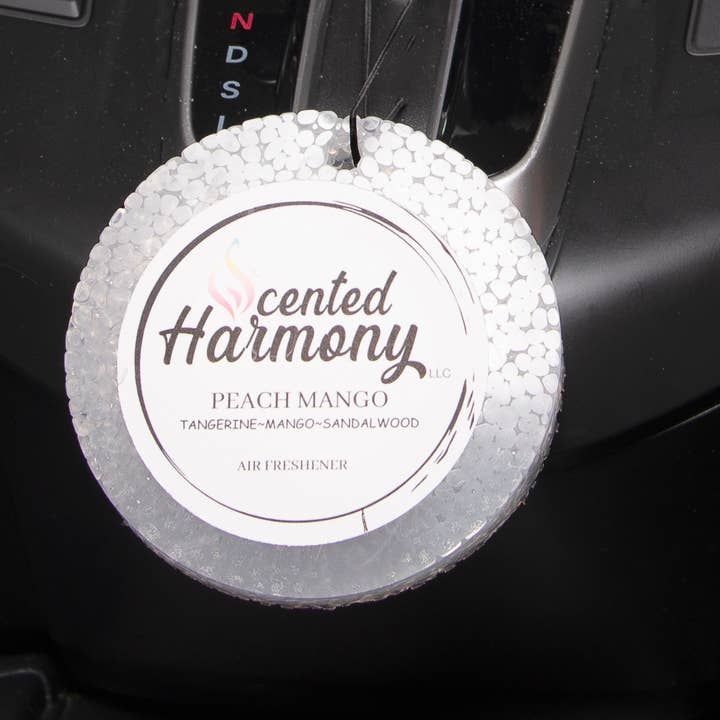 N
D
S
L
Scented
Harmony
LLC
PEACH MANGO
TANGERINE~MANGO~SANDALWOOD
AIR FRESHENER